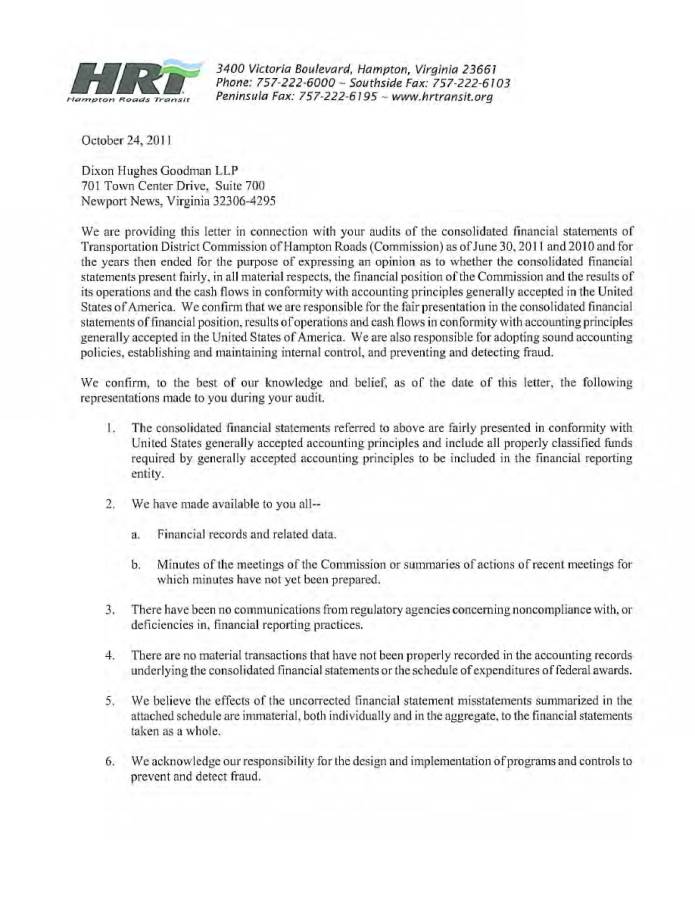 HRT
Hampton Roads Transit
3400 Victoria Boulevard, Hampton, Virginia 23661
Phone: 757-222-6000 ~ Southside Fax: 757-222-6103
Peninsula Fax: 757-222-6195 ~ www.hrtransit.org
October 24, 2011
Dixon Hughes Goodman LLP
701 Town Center Drive, Suite 700
Newport News, Virginia 32306-4295
We are providing this letter in connection with your audits of the consolidated financial statements of
Transportation District Commission of Hampton Roads (Commission) as of June 30, 2011 and 2010 and for
the years then ended for the purpose of expressing an opinion as to whether the consolidated financial
statements present fairly, in all material respects, the financial position of the Commission and the results of
its operations and the cash flows in conformity with accounting principles generally accepted in the United
States of America. We confirm that we are responsible for the fair presentation in the consolidated financial
statements of financial position, results of operations and cash flows in conformity with accounting principles
generally accepted in the United States of America. We are also responsible for adopting sound accounting
policies, establishing and maintaining internal control, and preventing and detecting fraud.
We confirm, to the best of our knowledge and belief, as of the date of this letter, the following
representations made to you during your audit.
1. The consolidated financial statements referred to above are fairly presented in conformity with
United States generally accepted accounting principles and include all properly classified funds
required by generally accepted accounting principles to be included in the financial reporting
entity.
2. We have made available to you all--
a. Financial records and related data.
b. Minutes of the meetings of the Commission or summaries of actions of recent meetings for
which minutes have not yet been prepared.
3. There have been no communications from regulatory agencies concerning noncompliance with, or
deficiencies in, financial reporting practices.
4. There are no material transactions that have not been properly recorded in the accounting records
underlying the consolidated financial statements or the schedule of expenditures of federal awards.
5. We believe the effects of the uncorrected financial statement misstatements summarized in the
attached schedule are immaterial, both individually and in the aggregate, to the financial statements
taken as a whole.
6. We acknowledge our responsibility for the design and implementation of programs and controls to
prevent and detect fraud.